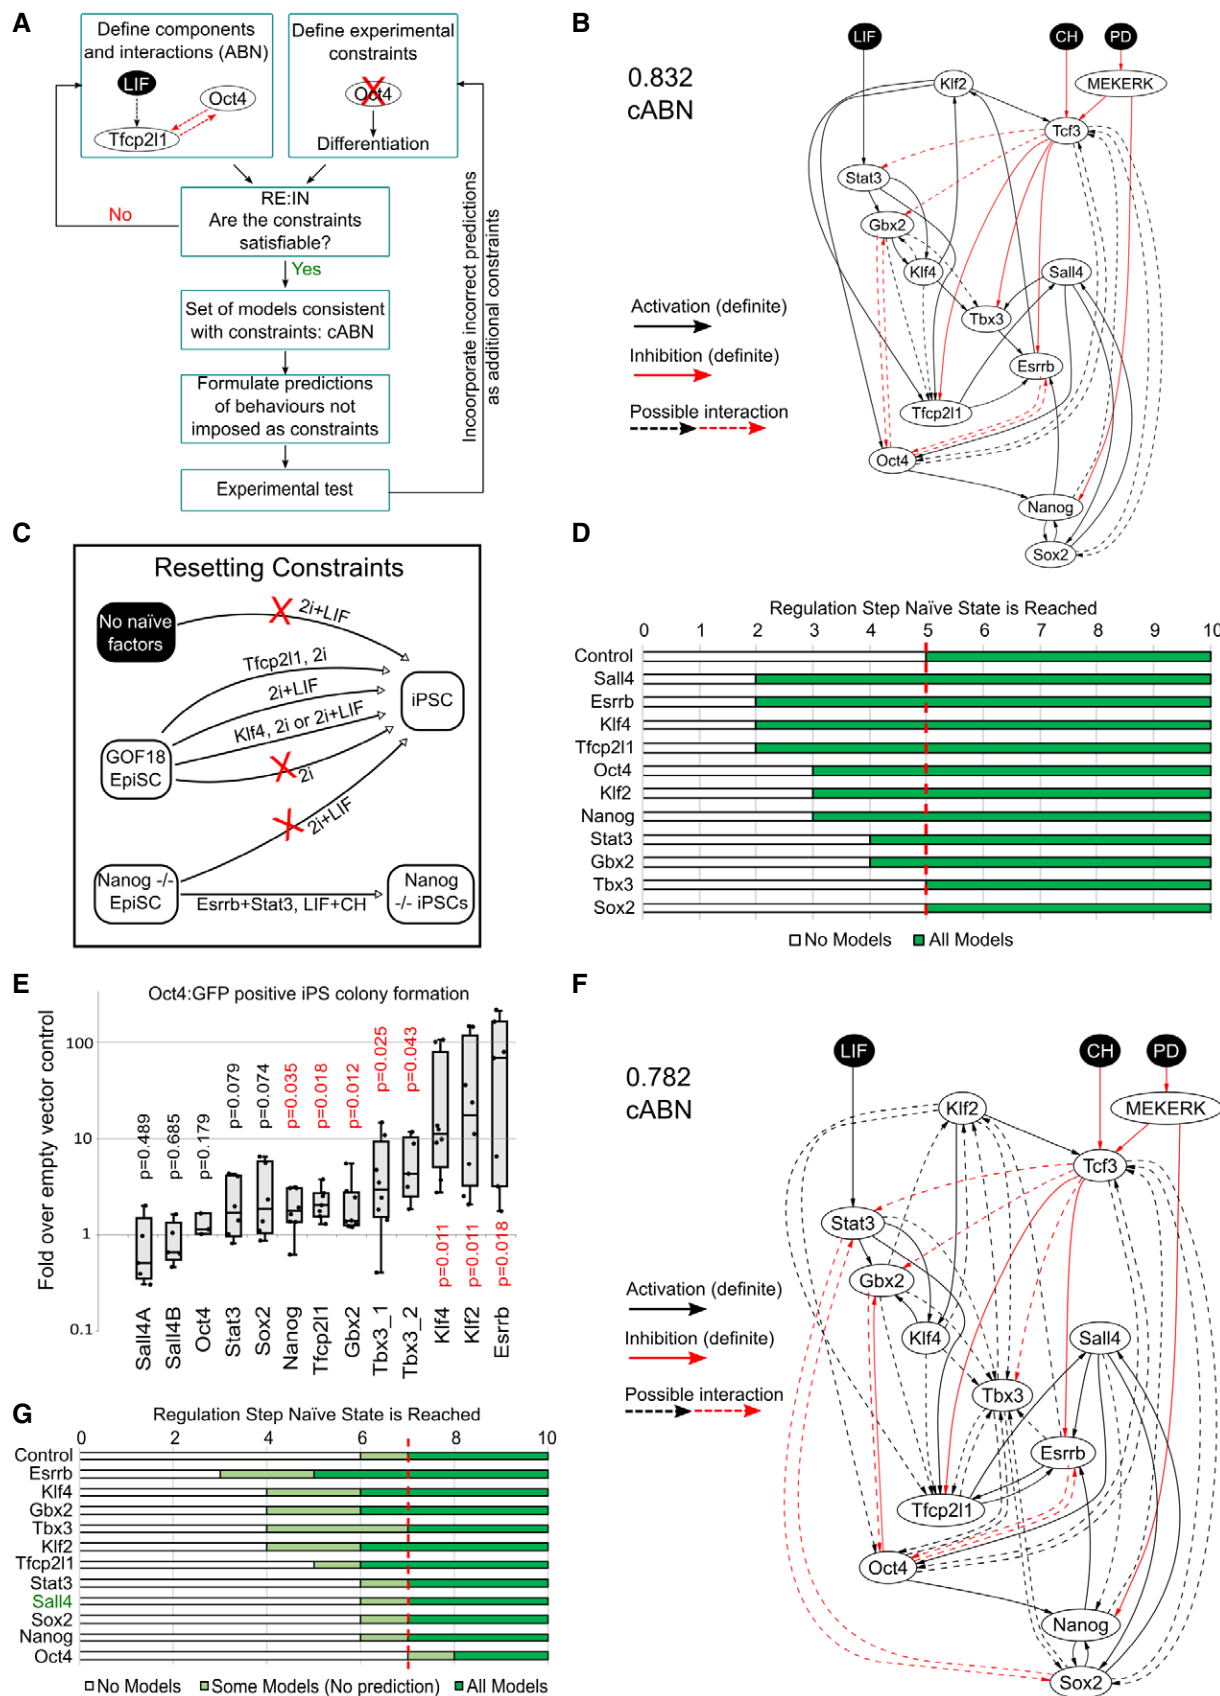 A
Define components
and interactions (ABN)
LIF
Oct4
Tfcp2l1
Define experimental
constraints
Oct4
Differentiation
RE:IN
Are the constraints
satisfiable?
No
Yes
Set of models consistent
with constraints: cABN
Formulate predictions
of behaviours not
imposed as constraints
Experimental test
Incoorporate incorrect predictions
as additional constraints
B
0.832
cABN
LIF
CH
PD
Klf2
MEKERK
Tcf3
Stat3
Gbx2
Klf4
Sall4
Tbx3
Esrrb
Tfcp2l1
Oct4
Nanog
Sox2
Activation (definite)
Inhibition (definite)
Possible interaction
C
Resetting Constraints
No naïve
factors
2i+LIF
Tfcp2l1, 2i
2i+LIF
Klf4, 2i or 2i+LIF
2i
iPSC
GOF18
EpiSC
2i+LIF
Nanog -/-
EpiSC
Esrrb+Stat3, LIF+CH
Nanog
-/- iPSCs
D
Regulation Step Naïve State is Reached
0 1 2 3 4 5 6 7 8 9 10
Control
Sall4
Esrrb
Klf4
Tfcp2l1
Oct4
Klf2
Nanog
Stat3
Gbx2
Tbx3
Sox2
No Models All Models
E
Oct4:GFP positive iPS colony formation
Fold over empty vector control
100
10
1
0.1
p=0.489
p=0.685
p=0.179
p=0.079
p=0.074
p=0.035
p=0.018
p=0.012
p=0.025
p=0.043
p=0.011
p=0.011
p=0.018
Sall4A
Sall4B
Oct4
Stat3
Sox2
Nanog
Tfcp2l1
Gbx2
Tbx3_1
Tbx3_2
Klf4
Klf2
Esrrb
F
0.782
cABN
LIF
CH
PD
Klf2
MEKERK
Tcf3
Stat3
Gbx2
Klf4
Sall4
Tbx3
Esrrb
Tfcp2l1
Oct4
Nanog
Sox2
Activation (definite)
Inhibition (definite)
Possible interaction
G
Regulation Step Naïve State is Reached
0 2 4 6 8 10
Control
Esrrb
Klf4
Gbx2
Tbx3
Klf2
Tfcp2l1
Stat3
Sall4
Sox2
Nanog
Oct4
No Models Some Models (No prediction) All Models